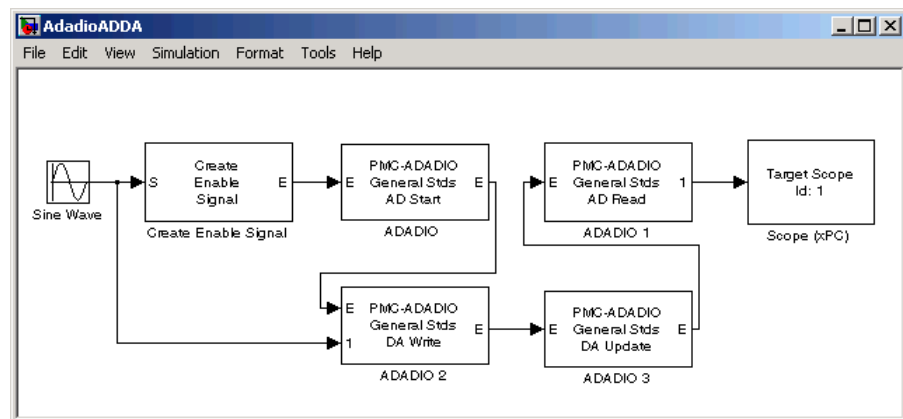 AdadioADDA
File Edit View Simulation Format Tools Help
Sine Wave
S
Create
Enable
Signal
E
Create Enable Signal
E
PMC-ADADIO
General Stds
AD Start
E
ADADIO
E
PMC-ADADIO
General Stds
AD Read
1
ADADIO 1
Target Scope
Id: 1
Scope (xPC)
E
1
PMC-ADADIO
General Stds
DA Write
E
ADADIO 2
E
PMC-ADADIO
General Stds
DA Update
E
ADADIO 3